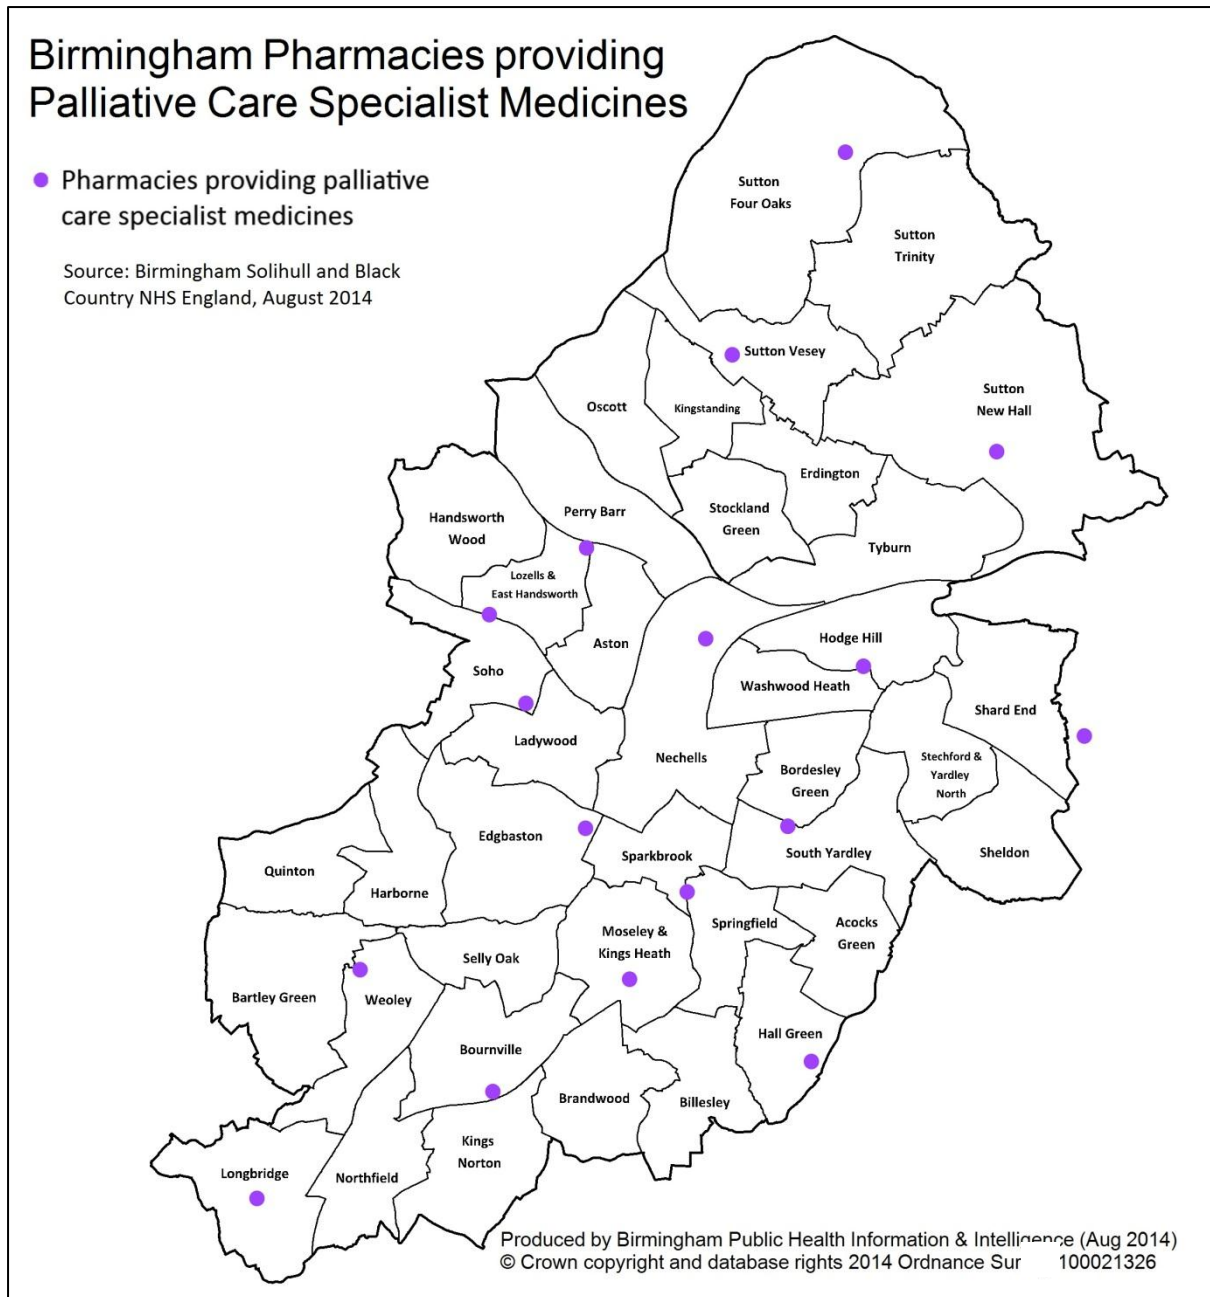 Birmingham Pharmacies providing
Palliative Care Specialist Medicines
Pharmacies providing palliative
care specialist medicines
Source: Birmingham Solihull and Black
Country NHS England, August 2014
Sutton
Four Oaks
Sutton
Trinity
Sutton Vesey
Sutton
New Hall
Oscott
Kingstanding
Erdington
Stockland
Green
Perry Barr
Handsworth
Wood
Tyburn
Lozells &
East Handsworth
Aston
Hodge Hill
Soho
Washwood Heath
Shard End
Ladywood
Nechells
Bordesley
Green
Stechford &
Yardley
North
Edgbaston
Sparkbrook
South Yardley
Sheldon
Quinton
Harborne
Moseley &
Kings Heath
Springfield
Acocks
Green
Selly Oak
Bartley Green
Weoley
Hall Green
Bournville
Brandwood
Billesley
Kings
Norton
Longbridge
Northfield
Produced by Birmingham Public Health Information & Intelligence (Aug 2014)
© Crown copyright and database rights 2014 Ordnance Sur 100021326